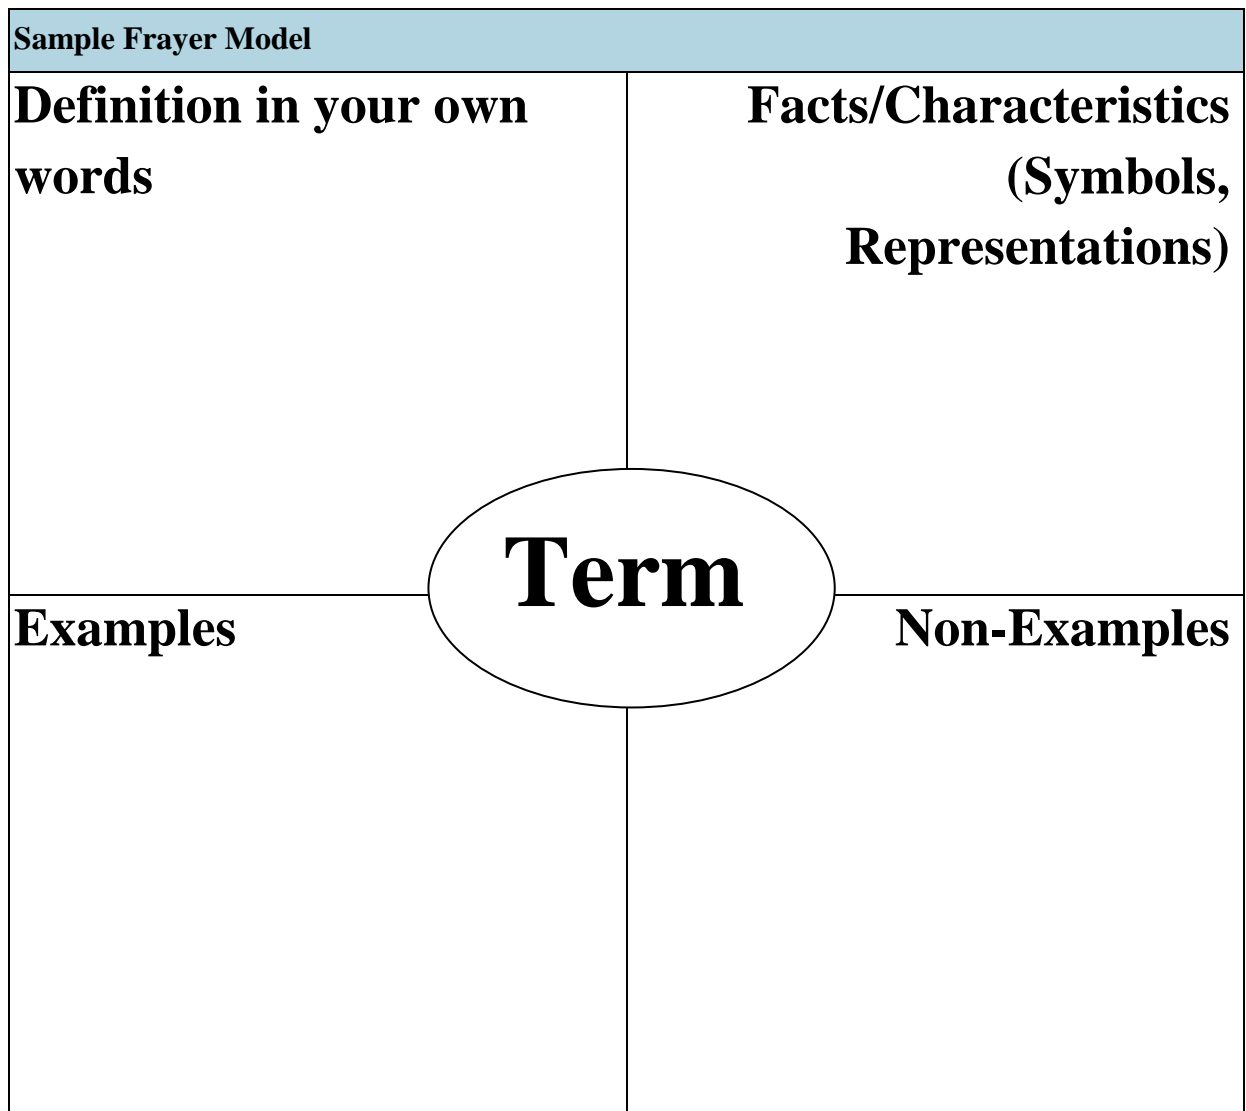 Sample Frayer Model
Definition in your own
words
Facts/Characteristics
(Symbols,
Representations)
Term
Examples
Non-Examples